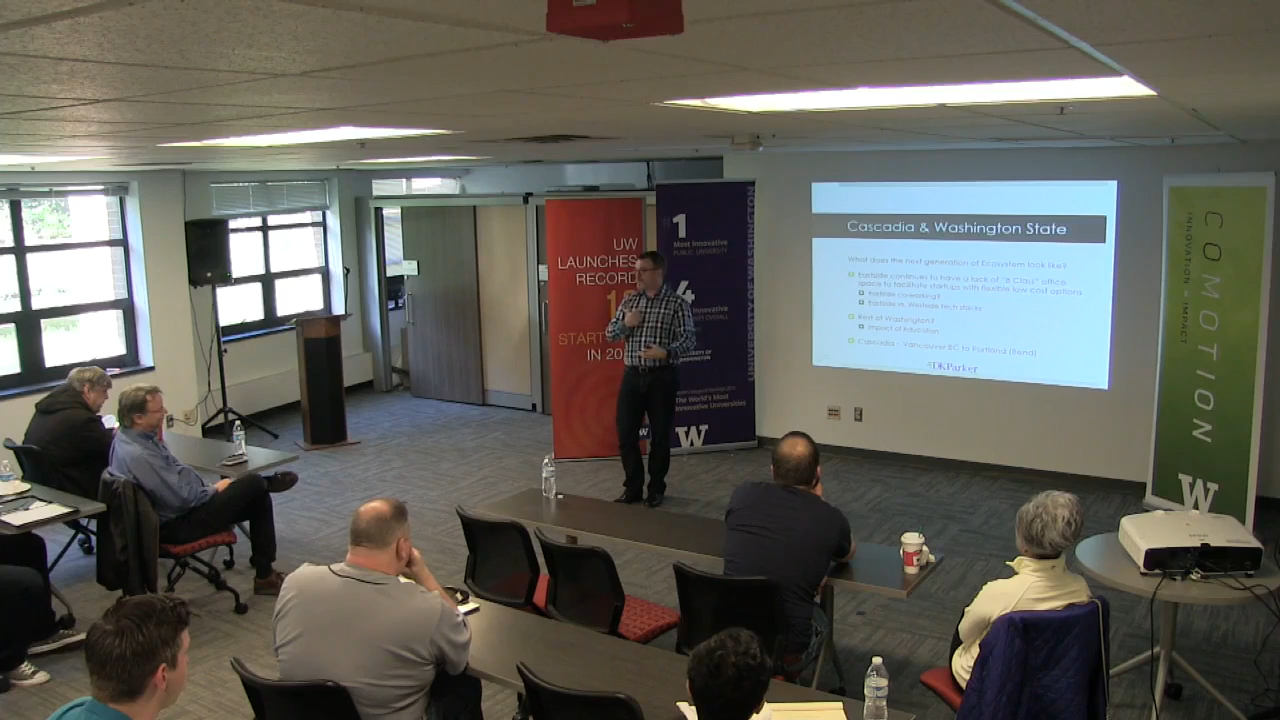 UW
LAUNCHES
RECORD
START
IN 20
1
Most Innovative
PUBLIC UNIVERSITY
4
The World's Most
Innovative Universities
W
UNIVERSITY OF WASHINGTON
Cascadia & Washington State
What does the next generation of Ecosystem look like?
Eastside continues to have a lack of "B Class" office
space to facilitate startups with flexible low cost options
Eastside coworking?
Eastside vs. Westside tech stacks
Rest of Washington?
Impact of Education
Cascadia - Vancouver BC to Portland (Bend)
DKParker
COMOTION
INNOVATION
IMPACT
W